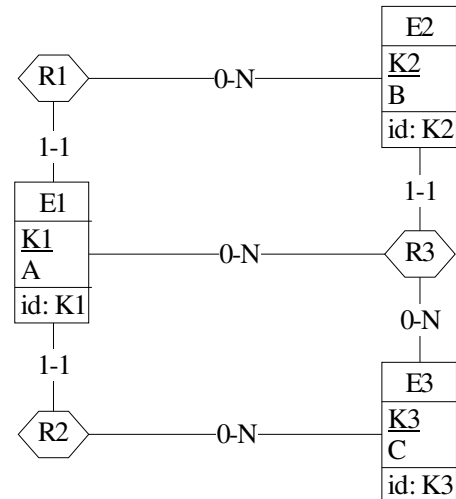 E2
K2
B
id: K2
R1
0-N
1-1
1-1
E1
K1
A
id: K1
0-N
R3
0-N
1-1
E3
K3
C
id: K3
R2
0-N